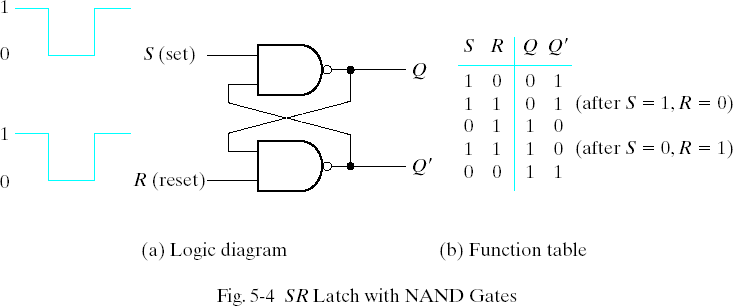 1
0
S (set)
Q
1
0
R (reset)
Q′
S R Q Q′
1 0 0 1
1 1 0 1 (after S = 1, R = 0)
0 1 1 0
1 1 1 0 (after S = 0, R = 1)
0 0 1 1
(a) Logic diagram
(b) Function table
Fig. 5-4 SR Latch with NAND Gates